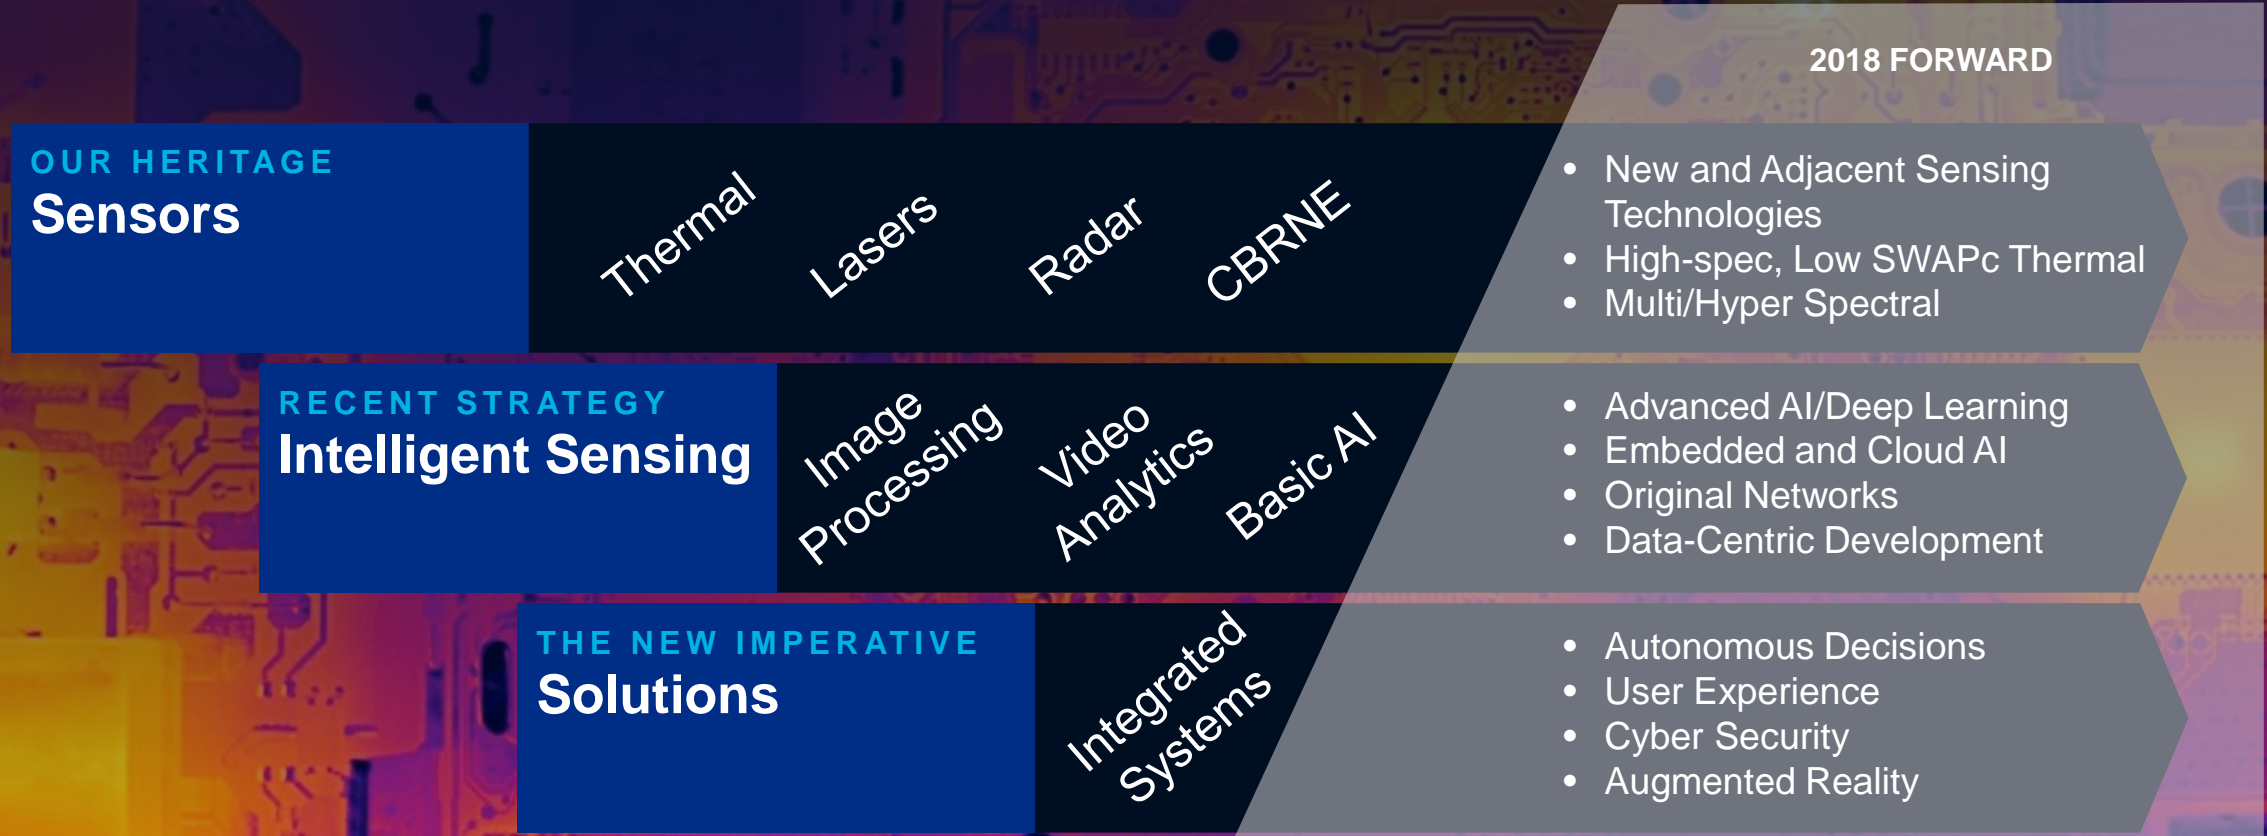 2018 FORWARD
OUR HERITAGE
Sensors
Thermal
Lasers
Radar
CBRNE
• New and Adjacent Sensing
Technologies
• High-spec, Low SWAPc Thermal
• Multi/Hyper Spectral
RECENT STRATEGY
Intelligent Sensing
Image
Processing
Video
Analytics
Basic AI
• Advanced AI/Deep Learning
• Embedded and Cloud AI
• Original Networks
• Data-Centric Development
THE NEW IMPERATIVE
Solutions
Integrated
Systems
• Autonomous Decisions
• User Experience
• Cyber Security
• Augmented Reality